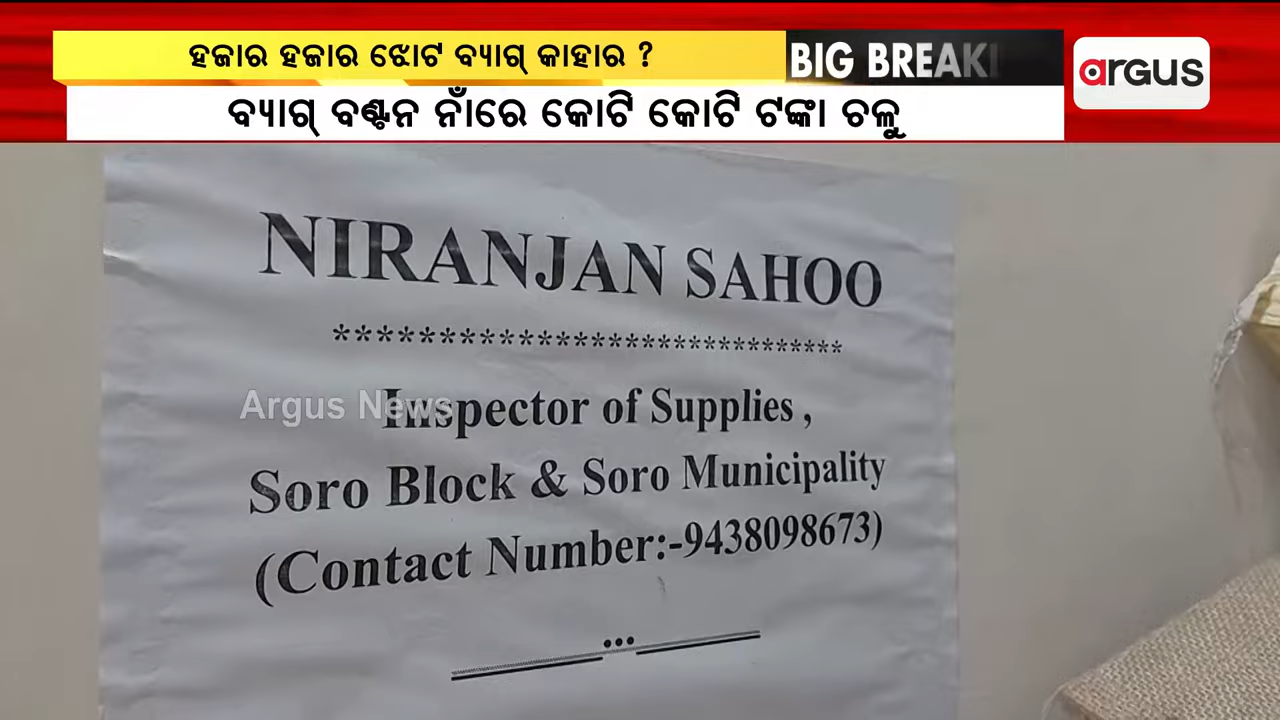 ହଜାର ହଜାର ଝୋଟ ବ୍ୟାଗ୍ କାହାର ?
BIG BREAKI
argus
ବ୍ୟାଗ୍ ବଣ୍ଟନ ନାଁରେ କୋଟି କୋଟି ଟଙ୍କା ଚଳୁ
NIRANJAN SAHOO
******************************
Argus News
Inspector of Supplies ,
Soro Block & Soro Municipality
(Contact Number:-9438098673)